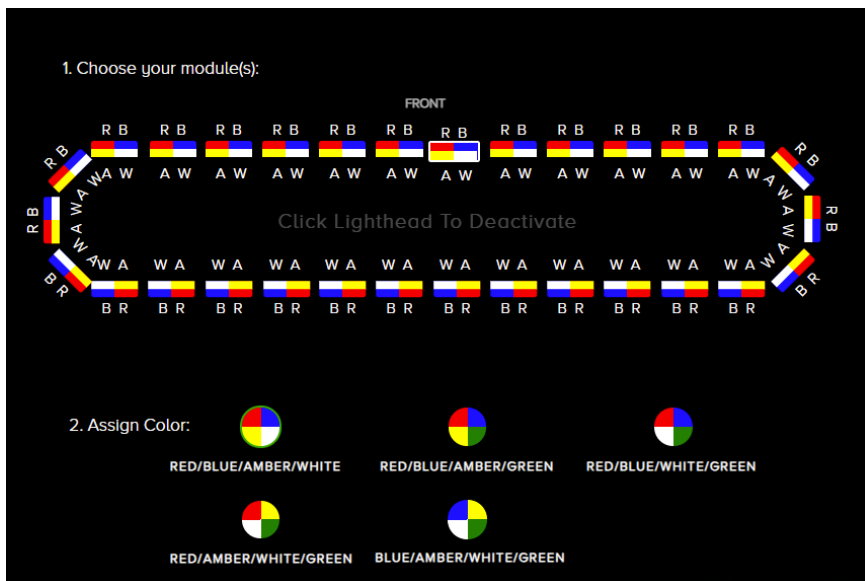 1. Choose your module(s):
FRONT
R B R B R B R B R B R B R B R B R B R B R B R B
R B
R B
A W A W A W A W A W A W A W A W A W A W A W
A W
A W
R B
A W
Click Lighthead To Deactivate
A W
R B
W A
W A W A W A W A W A W A W A W A W A W A W A W A
W A
B R
B R B R B R B R B R B R B R B R B R B R B R B R
B R
2. Assign Color:
RED/BLUE/AMBER/WHITE
RED/BLUE/AMBER/GREEN
RED/BLUE/WHITE/GREEN
RED/AMBER/WHITE/GREEN
BLUE/AMBER/WHITE/GREEN